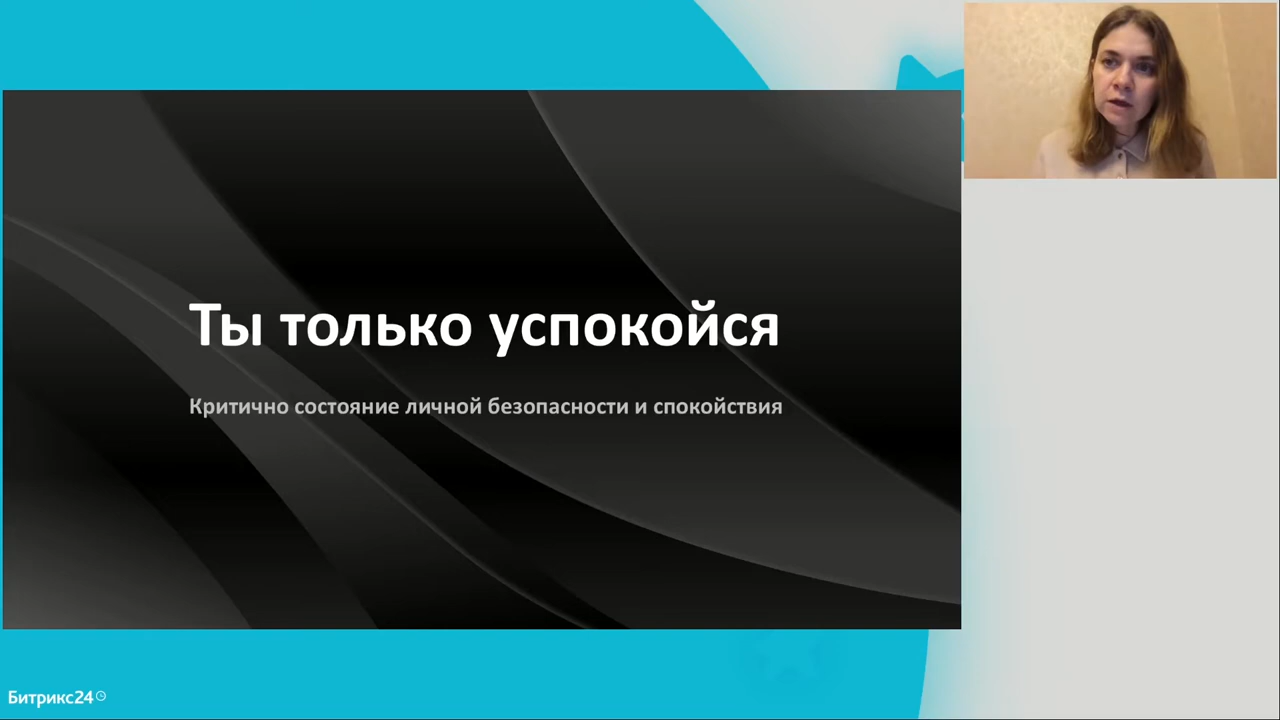 Ты только успокойся
Критично состояние личной безопасности и спокойствия
Битрикс24